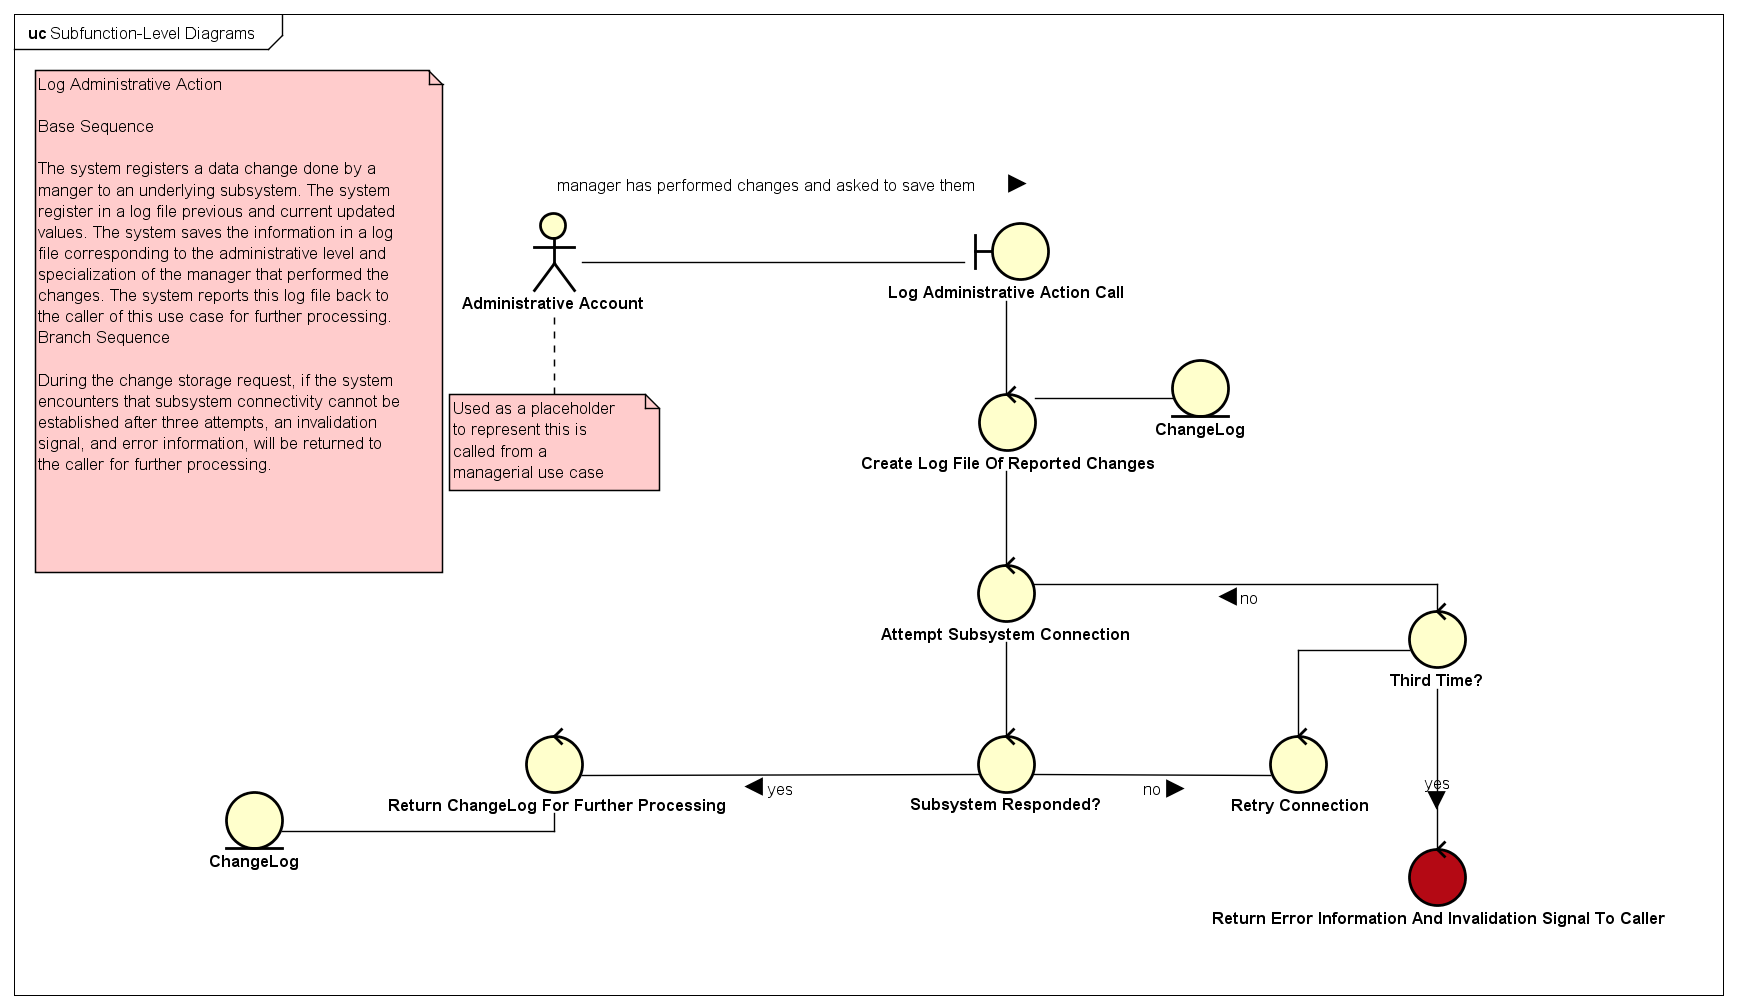 uc Subfunction-Level Diagrams
Log Administrative Action
Base Sequence
The system registers a data change done by a
manger to an underlying subsystem. The system
register in a log file previous and current updated
values. The system saves the information in a log
file corresponding to the administrative level and
specialization of the manager that performed the
changes. The system reports this log file back to
the caller of this use case for further processing.
Branch Sequence
During the change storage request, if the system
encounters that subsystem connectivity cannot be
established after three attempts, an invalidation
signal, and error information, will be returned to
the caller for further processing.
manager has performed changes and asked to save them
Administrative Account
Log Administrative Action Call
Used as a placeholder
to represent this is
called from a
managerial use case
ChangeLog
Create Log File Of Reported Changes
no
Attempt Subsystem Connection
Third Time?
yes
yes
no
Return ChangeLog For Further Processing
Subsystem Responded?
Retry Connection
ChangeLog
Return Error Information And Invalidation Signal To Caller